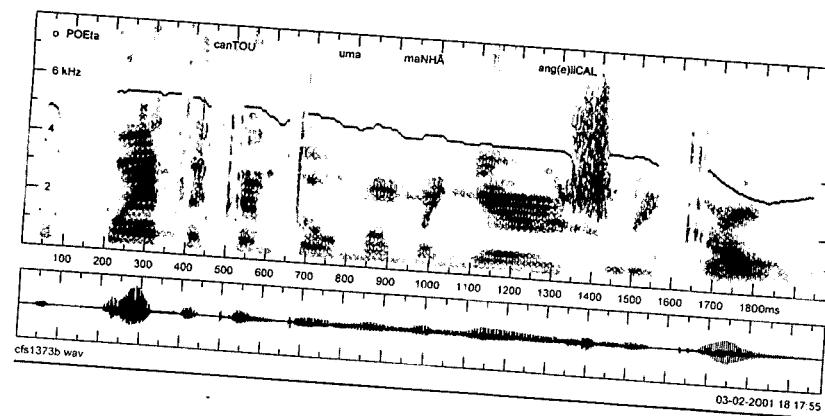 o POEta canTOU uma maNHÃ ang(e)liCAL
6 kHz
4
2
100 200 300 400 500 600 700 800 900 1000 1100 1200 1300 1400 1500 1600 1700 1800ms
cfs1373b wav
03-02-2001 18 17:55